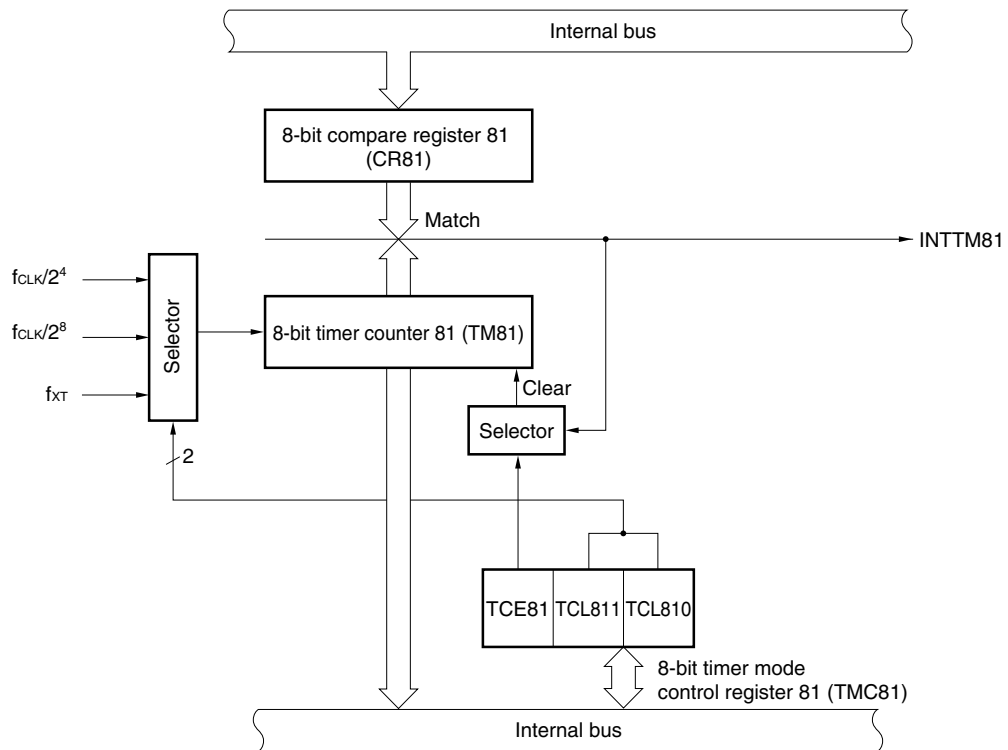 Internal bus
8-bit compare register 81
(CR81)
Match
INTTM81
fCLK/2⁴
fCLK/2⁸
fXT
Selector
8-bit timer counter 81 (TM81)
Clear
Selector
2
TCE81
TCL811
TCL810
8-bit timer mode
control register 81 (TMC81)
Internal bus